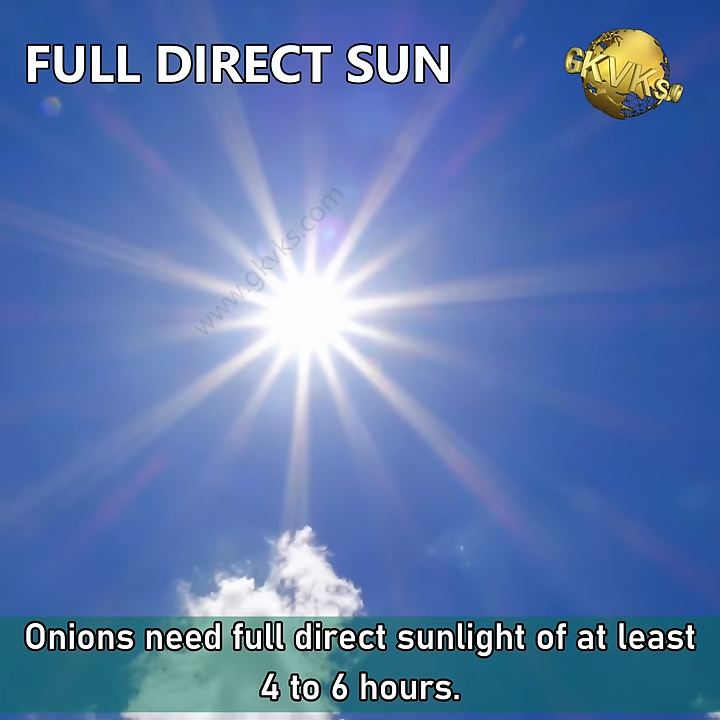 FULL DIRECT SUN
GKVKS
www.gkvks.com
Onions need full direct sunlight of at least
4 to 6 hours.